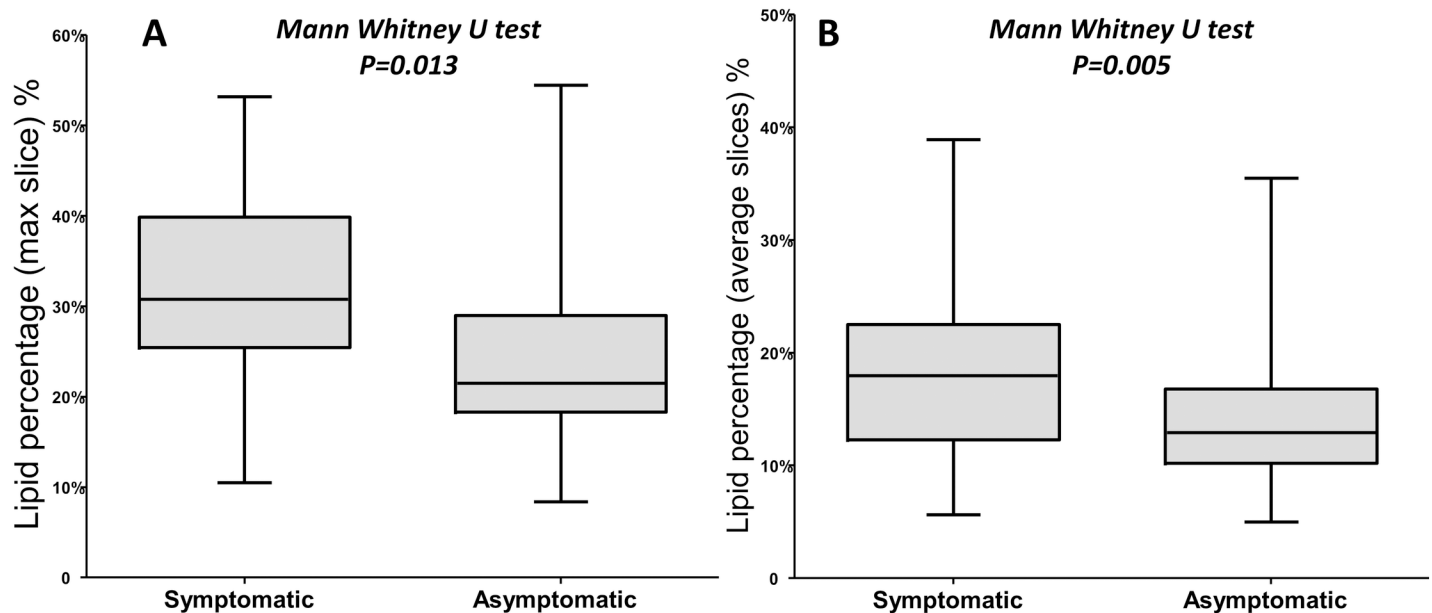 A
Mann Whitney U test
P=0.013
Lipid percentage (max slice) %
60%
50%
40%
30%
20%
10%
0
Symptomatic
Asymptomatic
B
Mann Whitney U test
P=0.005
Lipid percentage (average slices) %
50%
40%
30%
20%
10%
0
Symptomatic
Asymptomatic